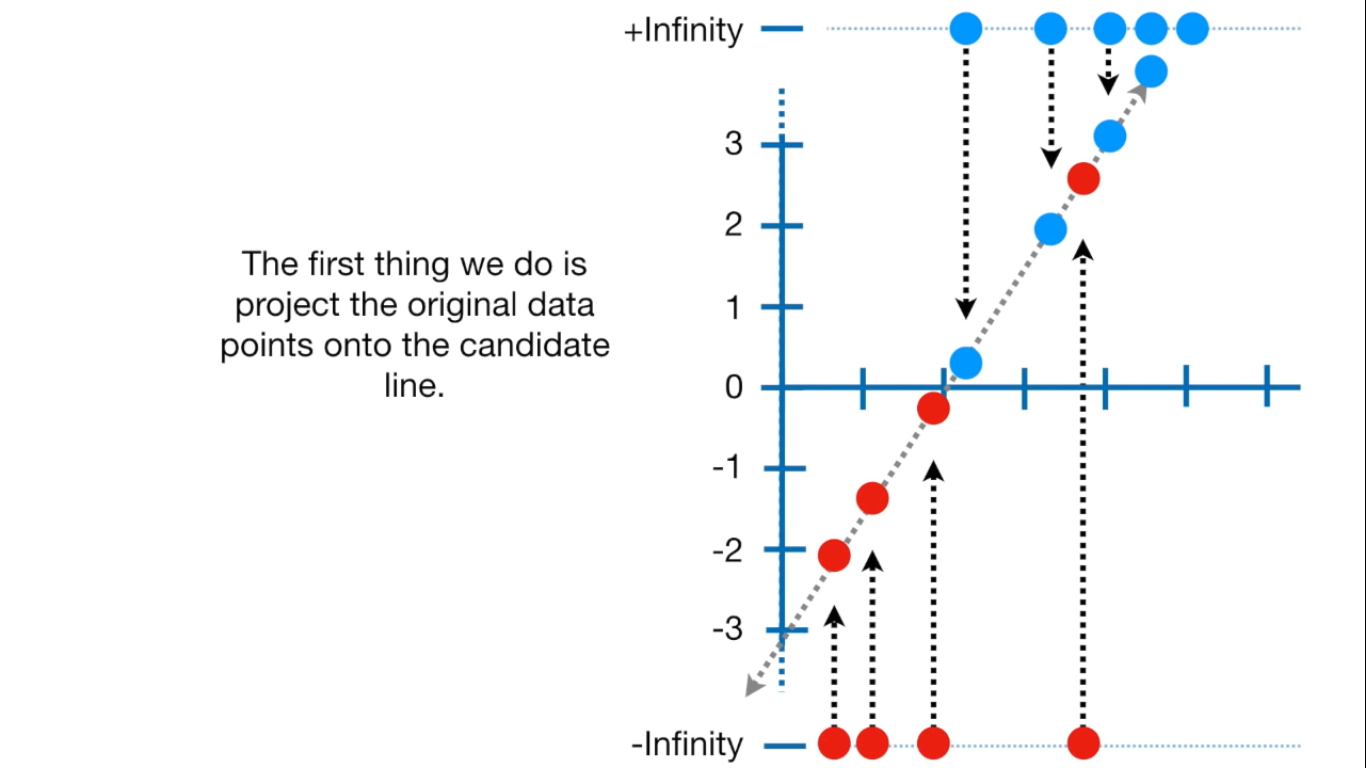 +Infinity
3
2
The first thing we do is
project the original data
points onto the candidate
line.
1
0
-1
-2
-3
-Infinity